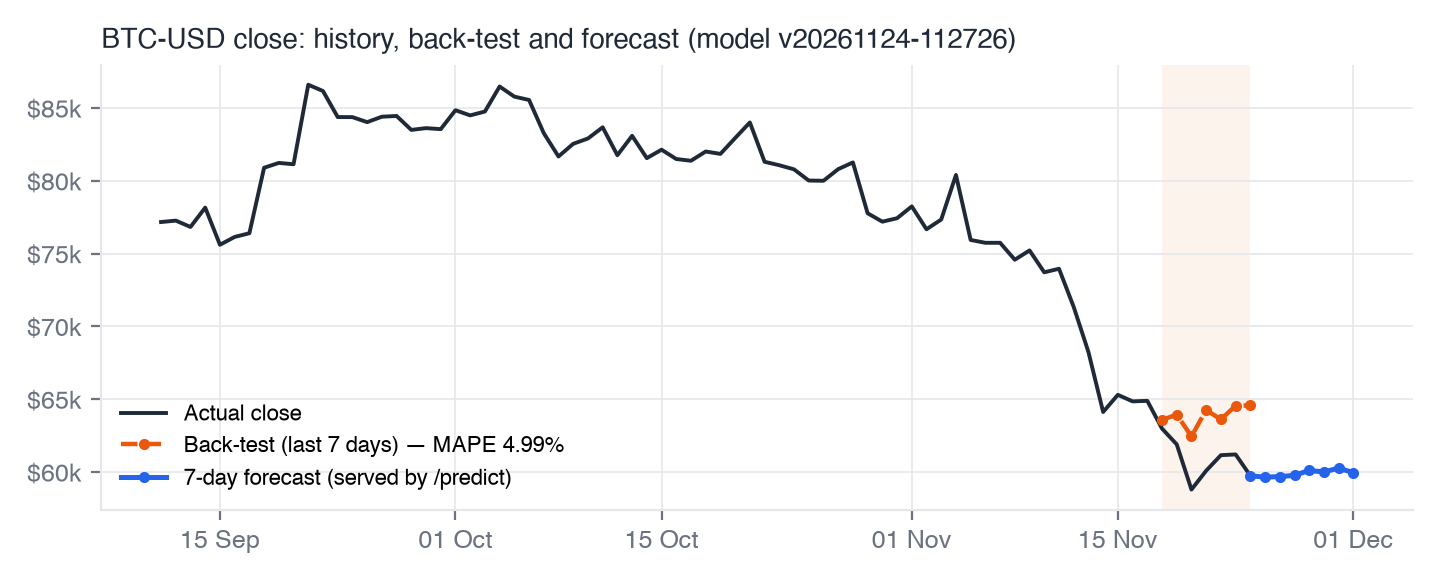 BTC-USD close: history, back-test and forecast (model v20261124-112726)
$85k
$80k
$75k
$70k
$65k
$60k
Actual close
Back-test (last 7 days) — MAPE 4.99%
7-day forecast (served by /predict)
15 Sep
01 Oct
15 Oct
01 Nov
15 Nov
01 Dec